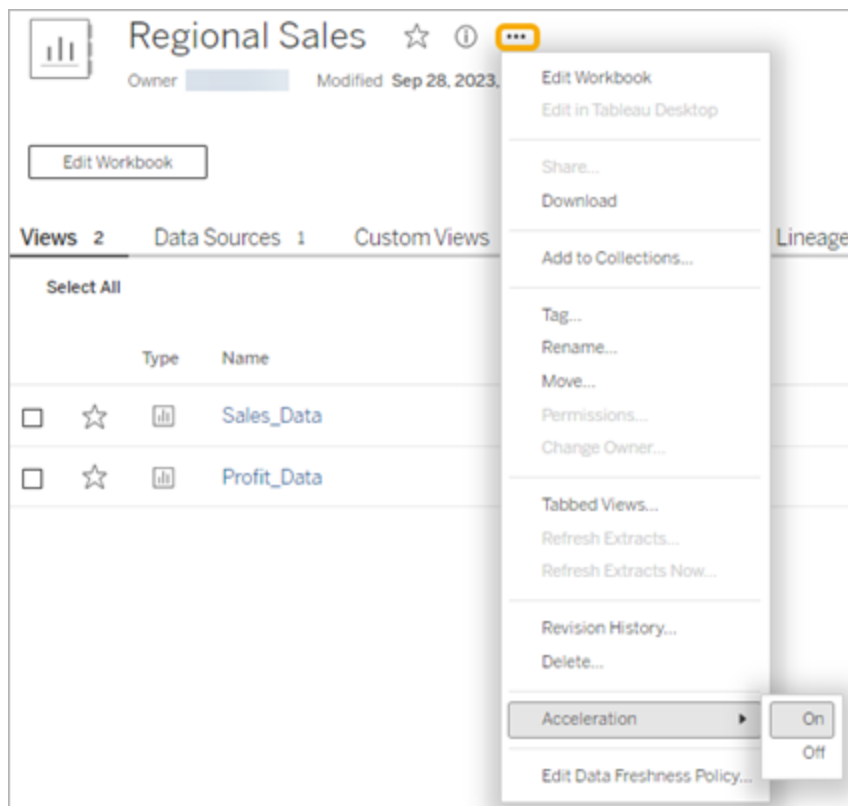 Regional Sales
Owner Modified Sep 28, 2023,
Edit Workbook
Views 2 Data Sources 1 Custom Views Lineage
Select All
Type Name
Sales_Data
Profit_Data
Edit Workbook
Edit in Tableau Desktop
Share...
Download
Add to Collections...
Tag...
Rename...
Move...
Permissions...
Change Owner...
Tabbed Views...
Refresh Extracts...
Refresh Extracts Now...
Revision History...
Delete...
Acceleration
On
Off
Edit Data Freshness Policy...